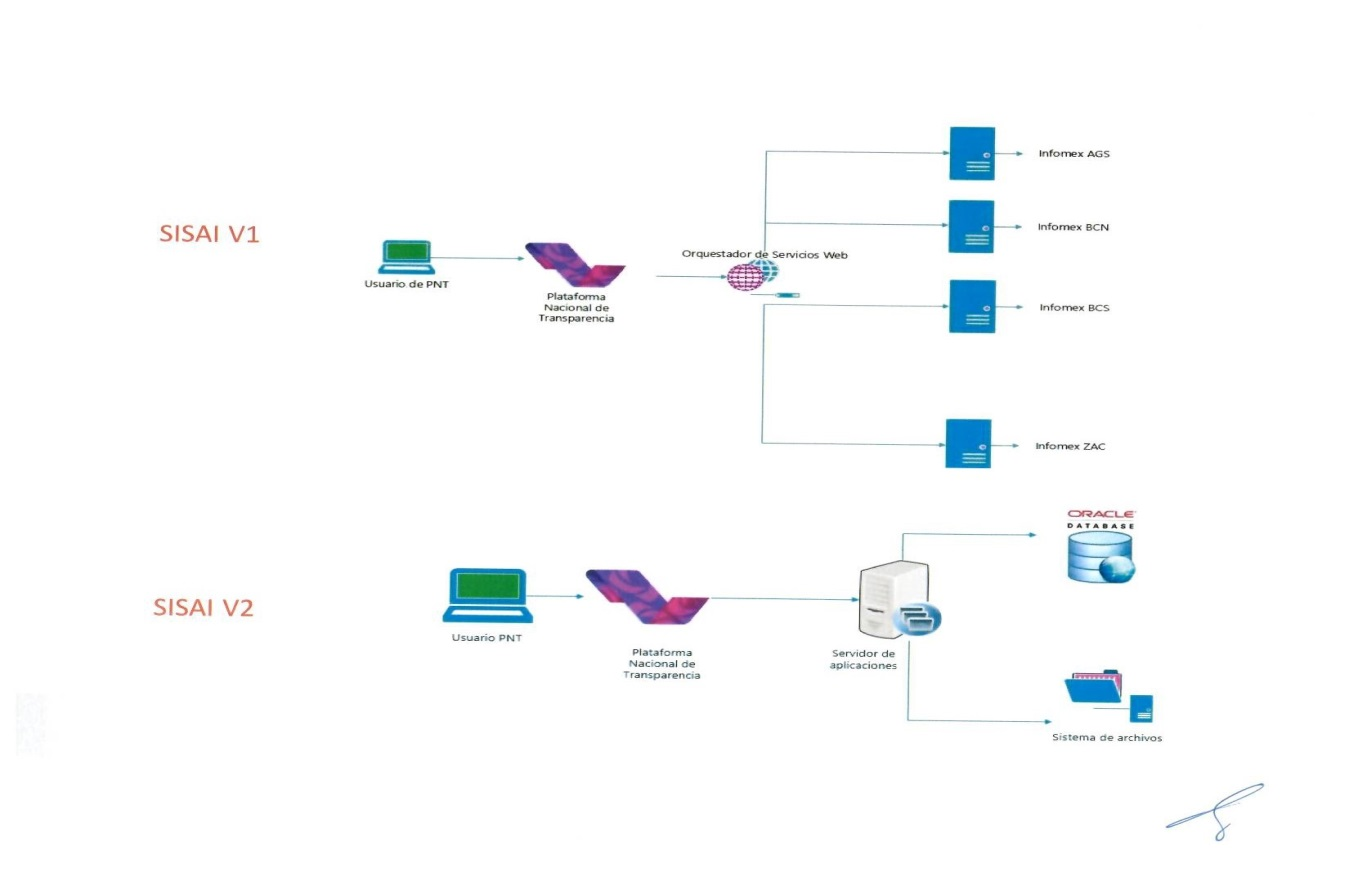 Infomex AGS
SISAI V1
Infomex BCN
Orquestador de Servicios Web
Usuario de PNT
Plataforma
Nacional de
Transparencia
Infomex BCS
Infomex ZAC
ORACLE
DATABASE
SISAI V2
Usuario PNT
Plataforma
Nacional de
Transparencia
Servidor de
aplicaciones
Sistema de archivos